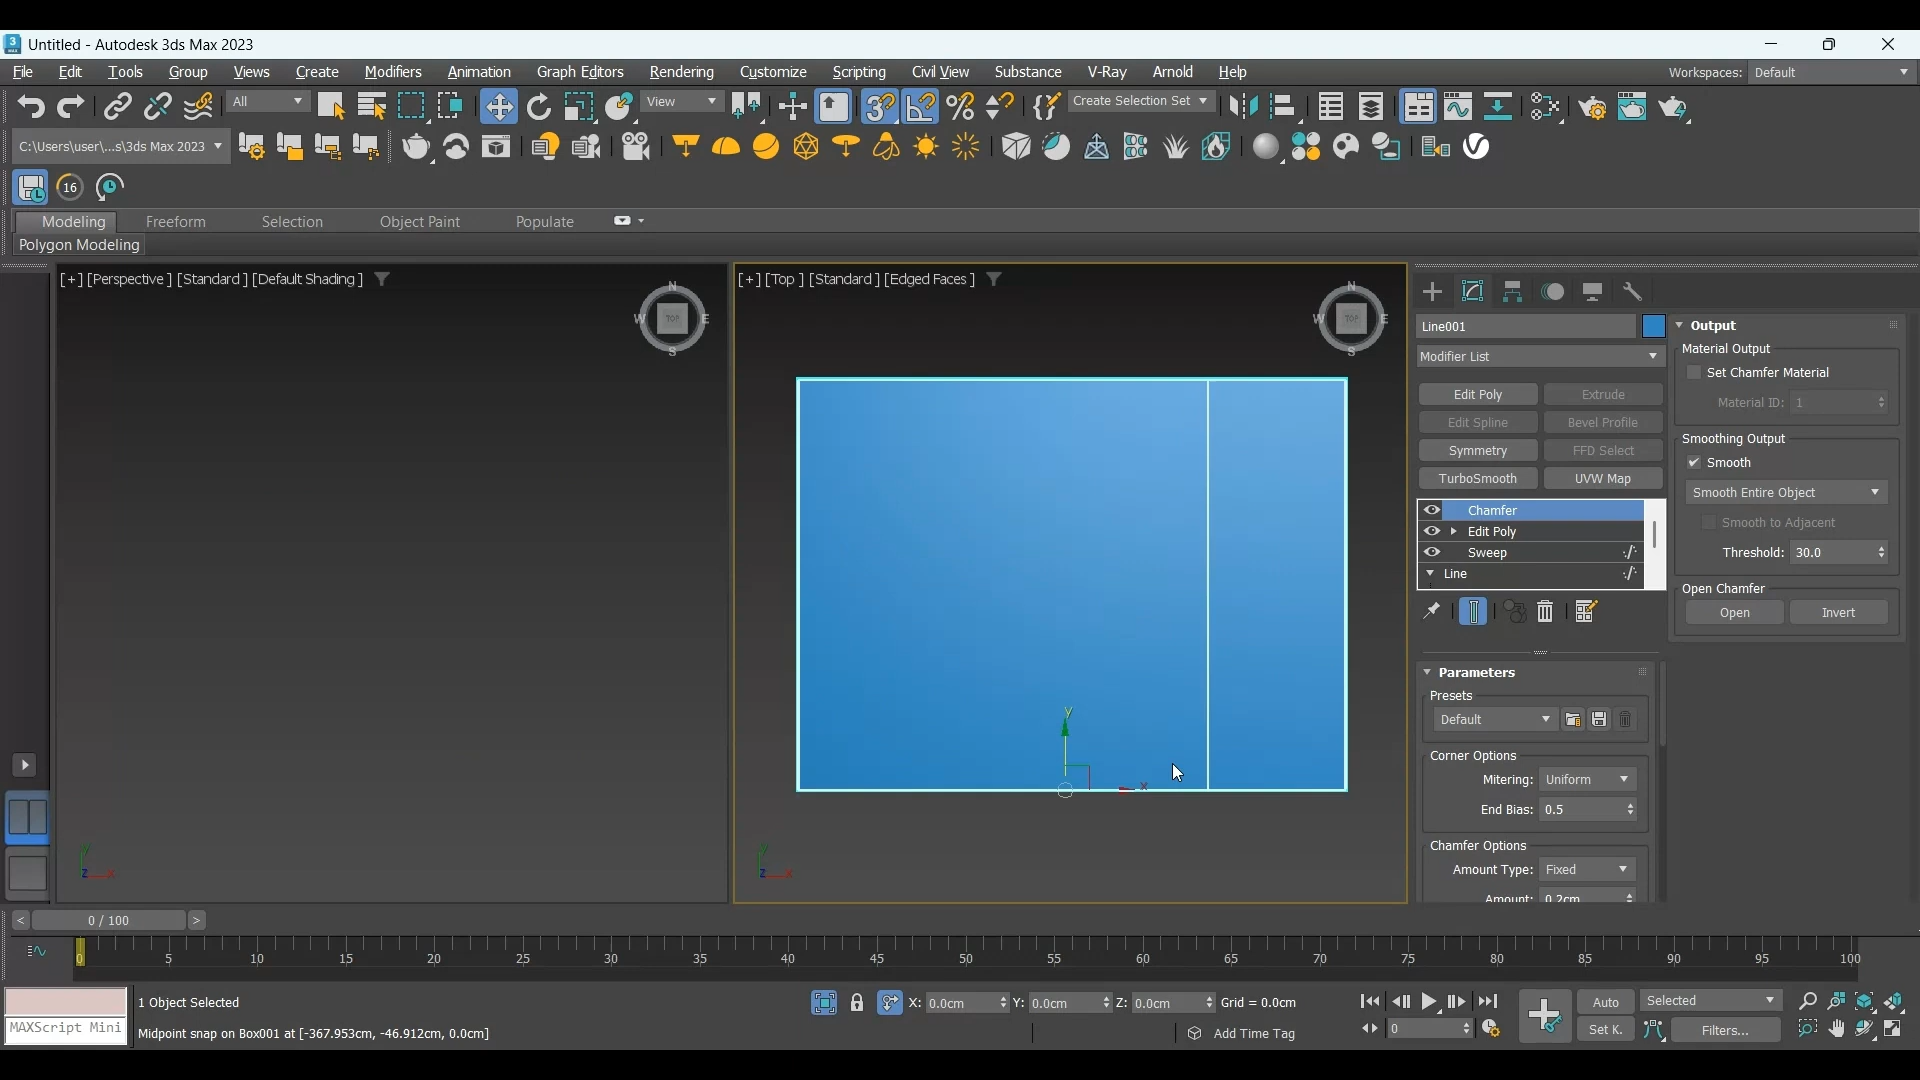 Untitled - Autodesk 3ds Max 2023
File Edit Tools Group Views Create Modifiers Animation Graph Editors Rendering Customize Scripting Civil View Substance V-Ray Arnold Help Workspaces: Default
All View Create Selection Set
C:\Users\user\...s\3ds Max 2023
16
Modeling Freeform Selection Object Paint Populate
Polygon Modeling
[+] [Perspective ] [Standard ] [Default Shading ]
N
W TOP E
S
y
z x
[+] [Top ] [Standard ] [Edged Faces ]
N
W TOP E
S
y
x
y
z x
Line001
Modifier List
Edit Poly Extrude
Edit Spline Bevel Profile
Symmetry FFD Select
TurboSmooth UVW Map
Chamfer
Edit Poly
Sweep
Line
Parameters
Presets
Default
Corner Options
Mitering: Uniform
End Bias: 0.5
Chamfer Options
Amount Type: Fixed
Amount: 0.2cm
Output
Material Output
Set Chamfer Material
Material ID: 1
Smoothing Output
Smooth
Smooth Entire Object
Smooth to Adjacent
Threshold: 30.0
Open Chamfer
Open Invert
< 0 / 100 >
0 5 10 15 20 25 30 35 40 45 50 55 60 65 70 75 80 85 90 95 100
MAXScript Mini
1 Object Selected
Midpoint snap on Box001 at [-367.953cm, -46.912cm, 0.0cm]
X: 0.0cm Y: 0.0cm Z: 0.0cm Grid = 0.0cm
Add Time Tag
0
Auto Selected
Set K. Filters...